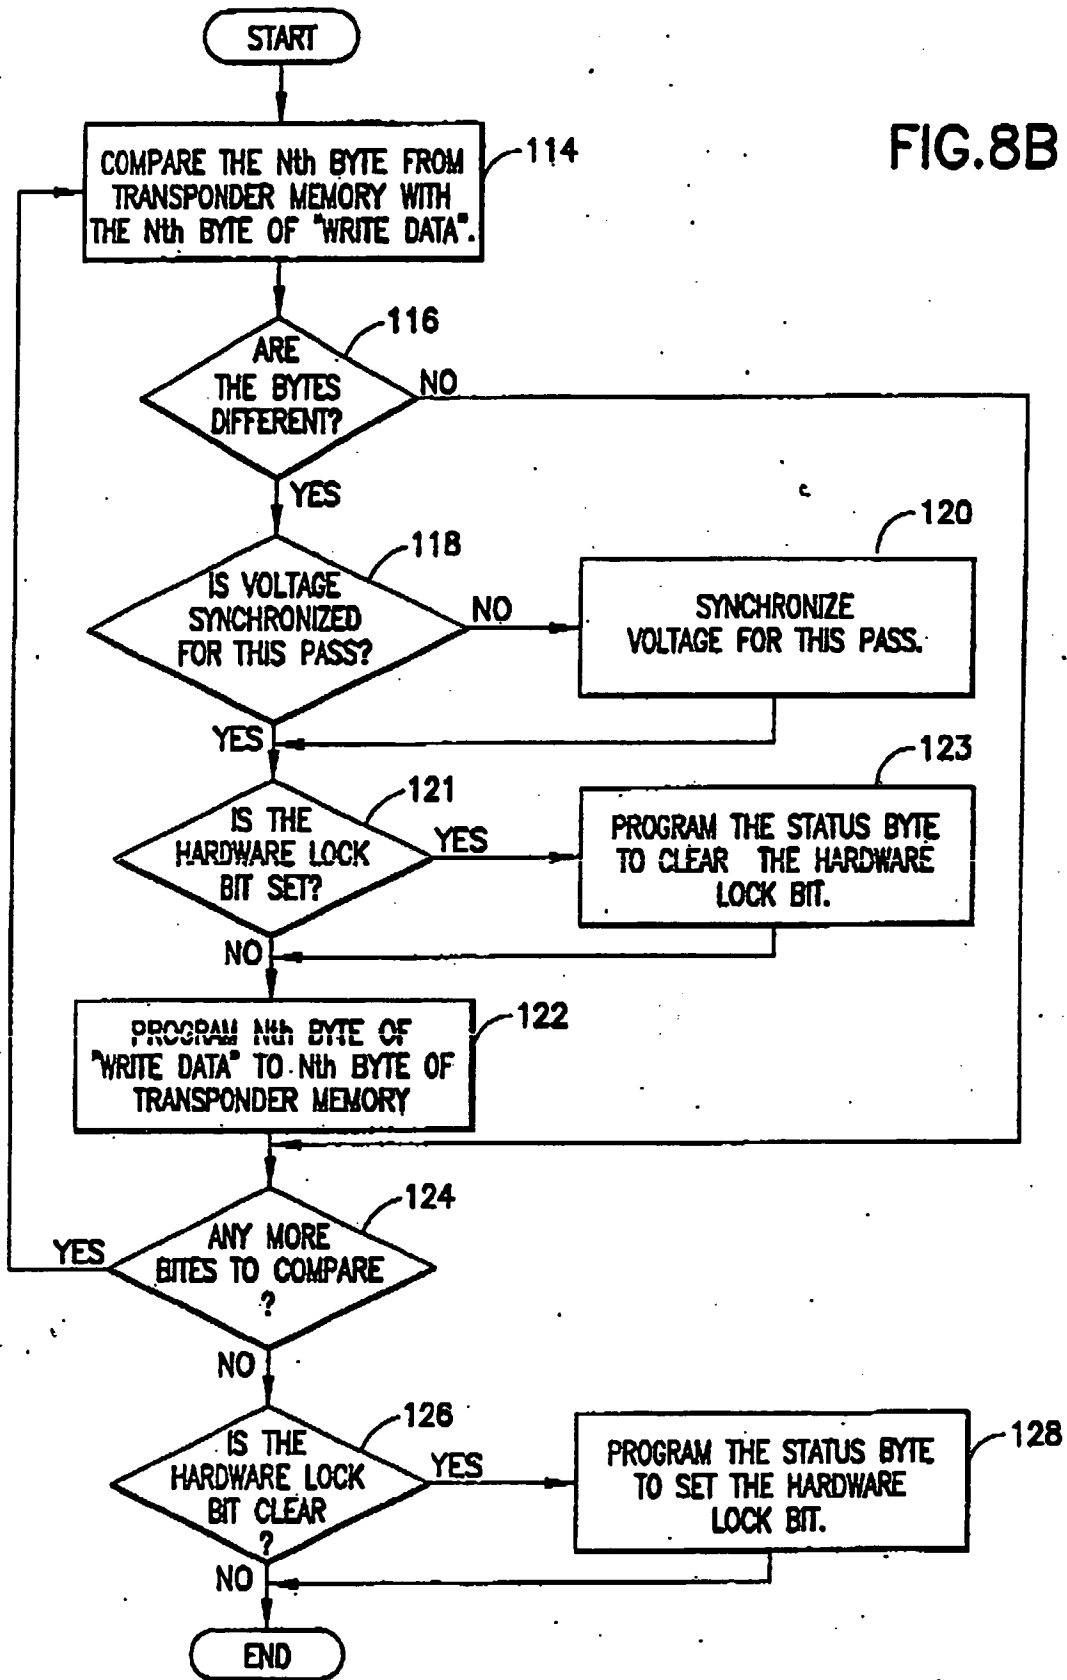 START
FIG.8B
COMPARE THE Nth BYTE FROM
TRANSPONDER MEMORY WITH
THE Nth BYTE OF "WRITE DATA".
114
ARE
THE BYTES
DIFFERENT?
116
NO
YES
IS VOLTAGE
SYNCHRONIZED
FOR THIS PASS?
118
NO
SYNCHRONIZE
VOLTAGE FOR THIS PASS.
120
YES
IS THE
HARDWARE LOCK
BIT SET?
121
YES
PROGRAM THE STATUS BYTE
TO CLEAR THE HARDWARE
LOCK BIT.
123
NO
PROGRAM Nth BYTE OF
"WRITE DATA" TO Nth BYTE OF
TRANSPONDER MEMORY
122
ANY MORE
BITES TO COMPARE
?
124
YES
NO
IS THE
HARDWARE LOCK
BIT CLEAR
?
126
YES
PROGRAM THE STATUS BYTE
TO SET THE HARDWARE
LOCK BIT.
128
NO
END